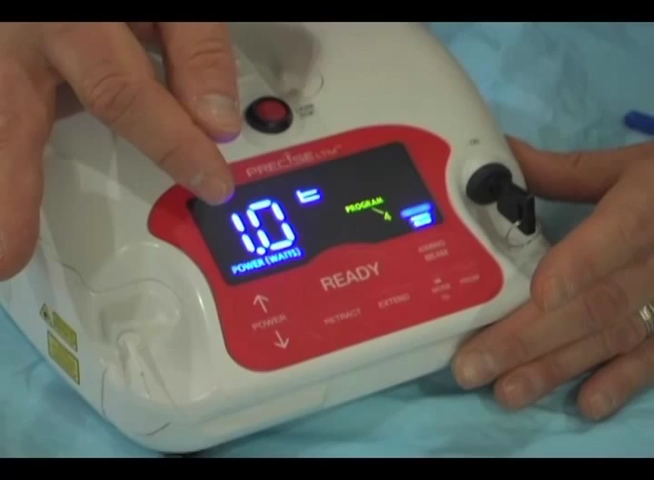 PRECISE LTM
1.0
POWER [WATTS]
PROGRAM
4
READY
AIMING
BEAM
POWER
RETRACT
EXTEND